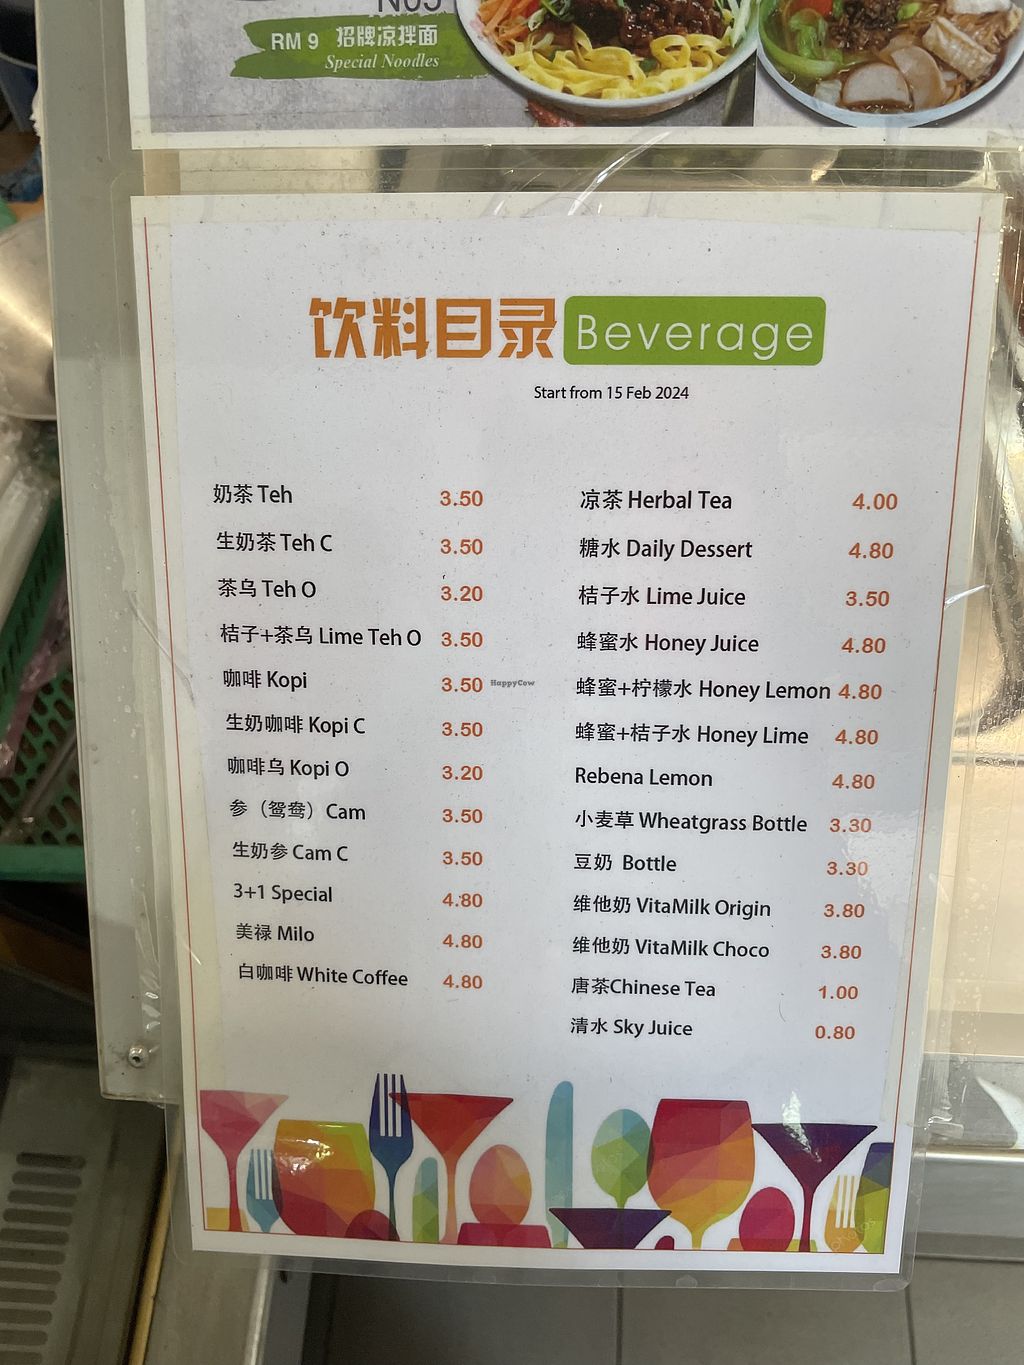 N05
RM 9 招牌凉拌面
Special Noodles
饮料目录 Beverage
Start from 15 Feb 2024
奶茶 Teh 3.50
生奶茶 Teh C 3.50
茶乌 Teh O 3.20
桔子+茶乌 Lime Teh O 3.50
咖啡 Kopi 3.50
生奶咖啡 Kopi C 3.50
咖啡乌 Kopi O 3.20
参（鸳鸯）Cam 3.50
生奶参 Cam C 3.50
3+1 Special 4.80
美禄 Milo 4.80
白咖啡 White Coffee 4.80
HappyCow
凉茶 Herbal Tea 4.00
糖水 Daily Dessert 4.80
桔子水 Lime Juice 3.50
蜂蜜水 Honey Juice 4.80
蜂蜜+柠檬水 Honey Lemon 4.80
蜂蜜+桔子水 Honey Lime 4.80
Rebena Lemon 4.80
小麦草 Wheatgrass Bottle 3.30
豆奶 Bottle 3.30
维他奶 VitaMilk Origin 3.80
维他奶 VitaMilk Choco 3.80
唐茶Chinese Tea 1.00
清水 Sky Juice 0.80